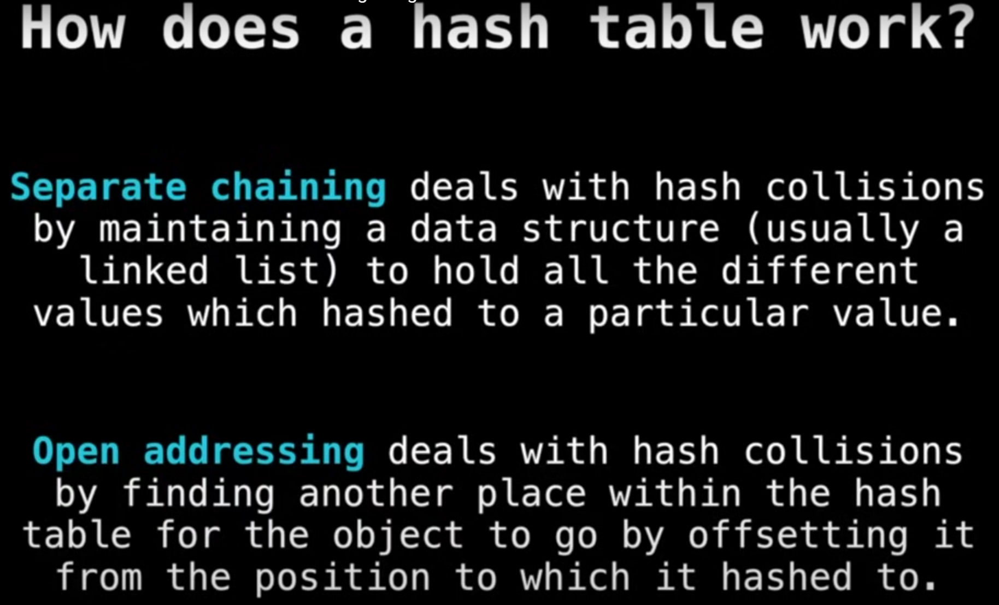 How does a hash table work?
Separate chaining deals with hash collisions
by maintaining a data structure (usually a
linked list) to hold all the different
values which hashed to a particular value.
Open addressing deals with hash collisions
by finding another place within the hash
table for the object to go by offsetting it
from the position to which it hashed to.